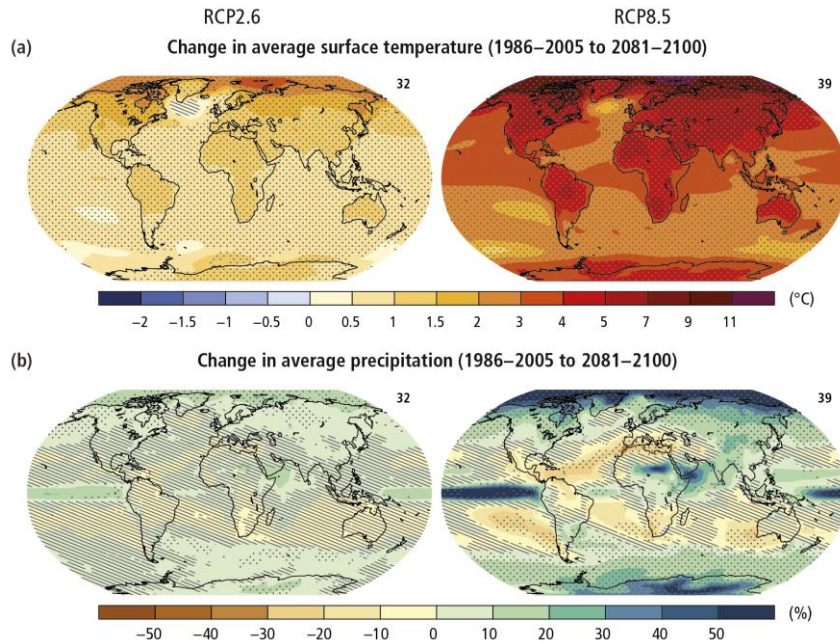 RCP2.6 RCP8.5
(a) Change in average surface temperature (1986–2005 to 2081–2100)
32 39
(°C)
−2 −1.5 −1 −0.5 0 0.5 1 1.5 2 3 4 5 7 9 11
(b) Change in average precipitation (1986–2005 to 2081–2100)
32 39
(%)
−50 −40 −30 −20 −10 0 10 20 30 40 50